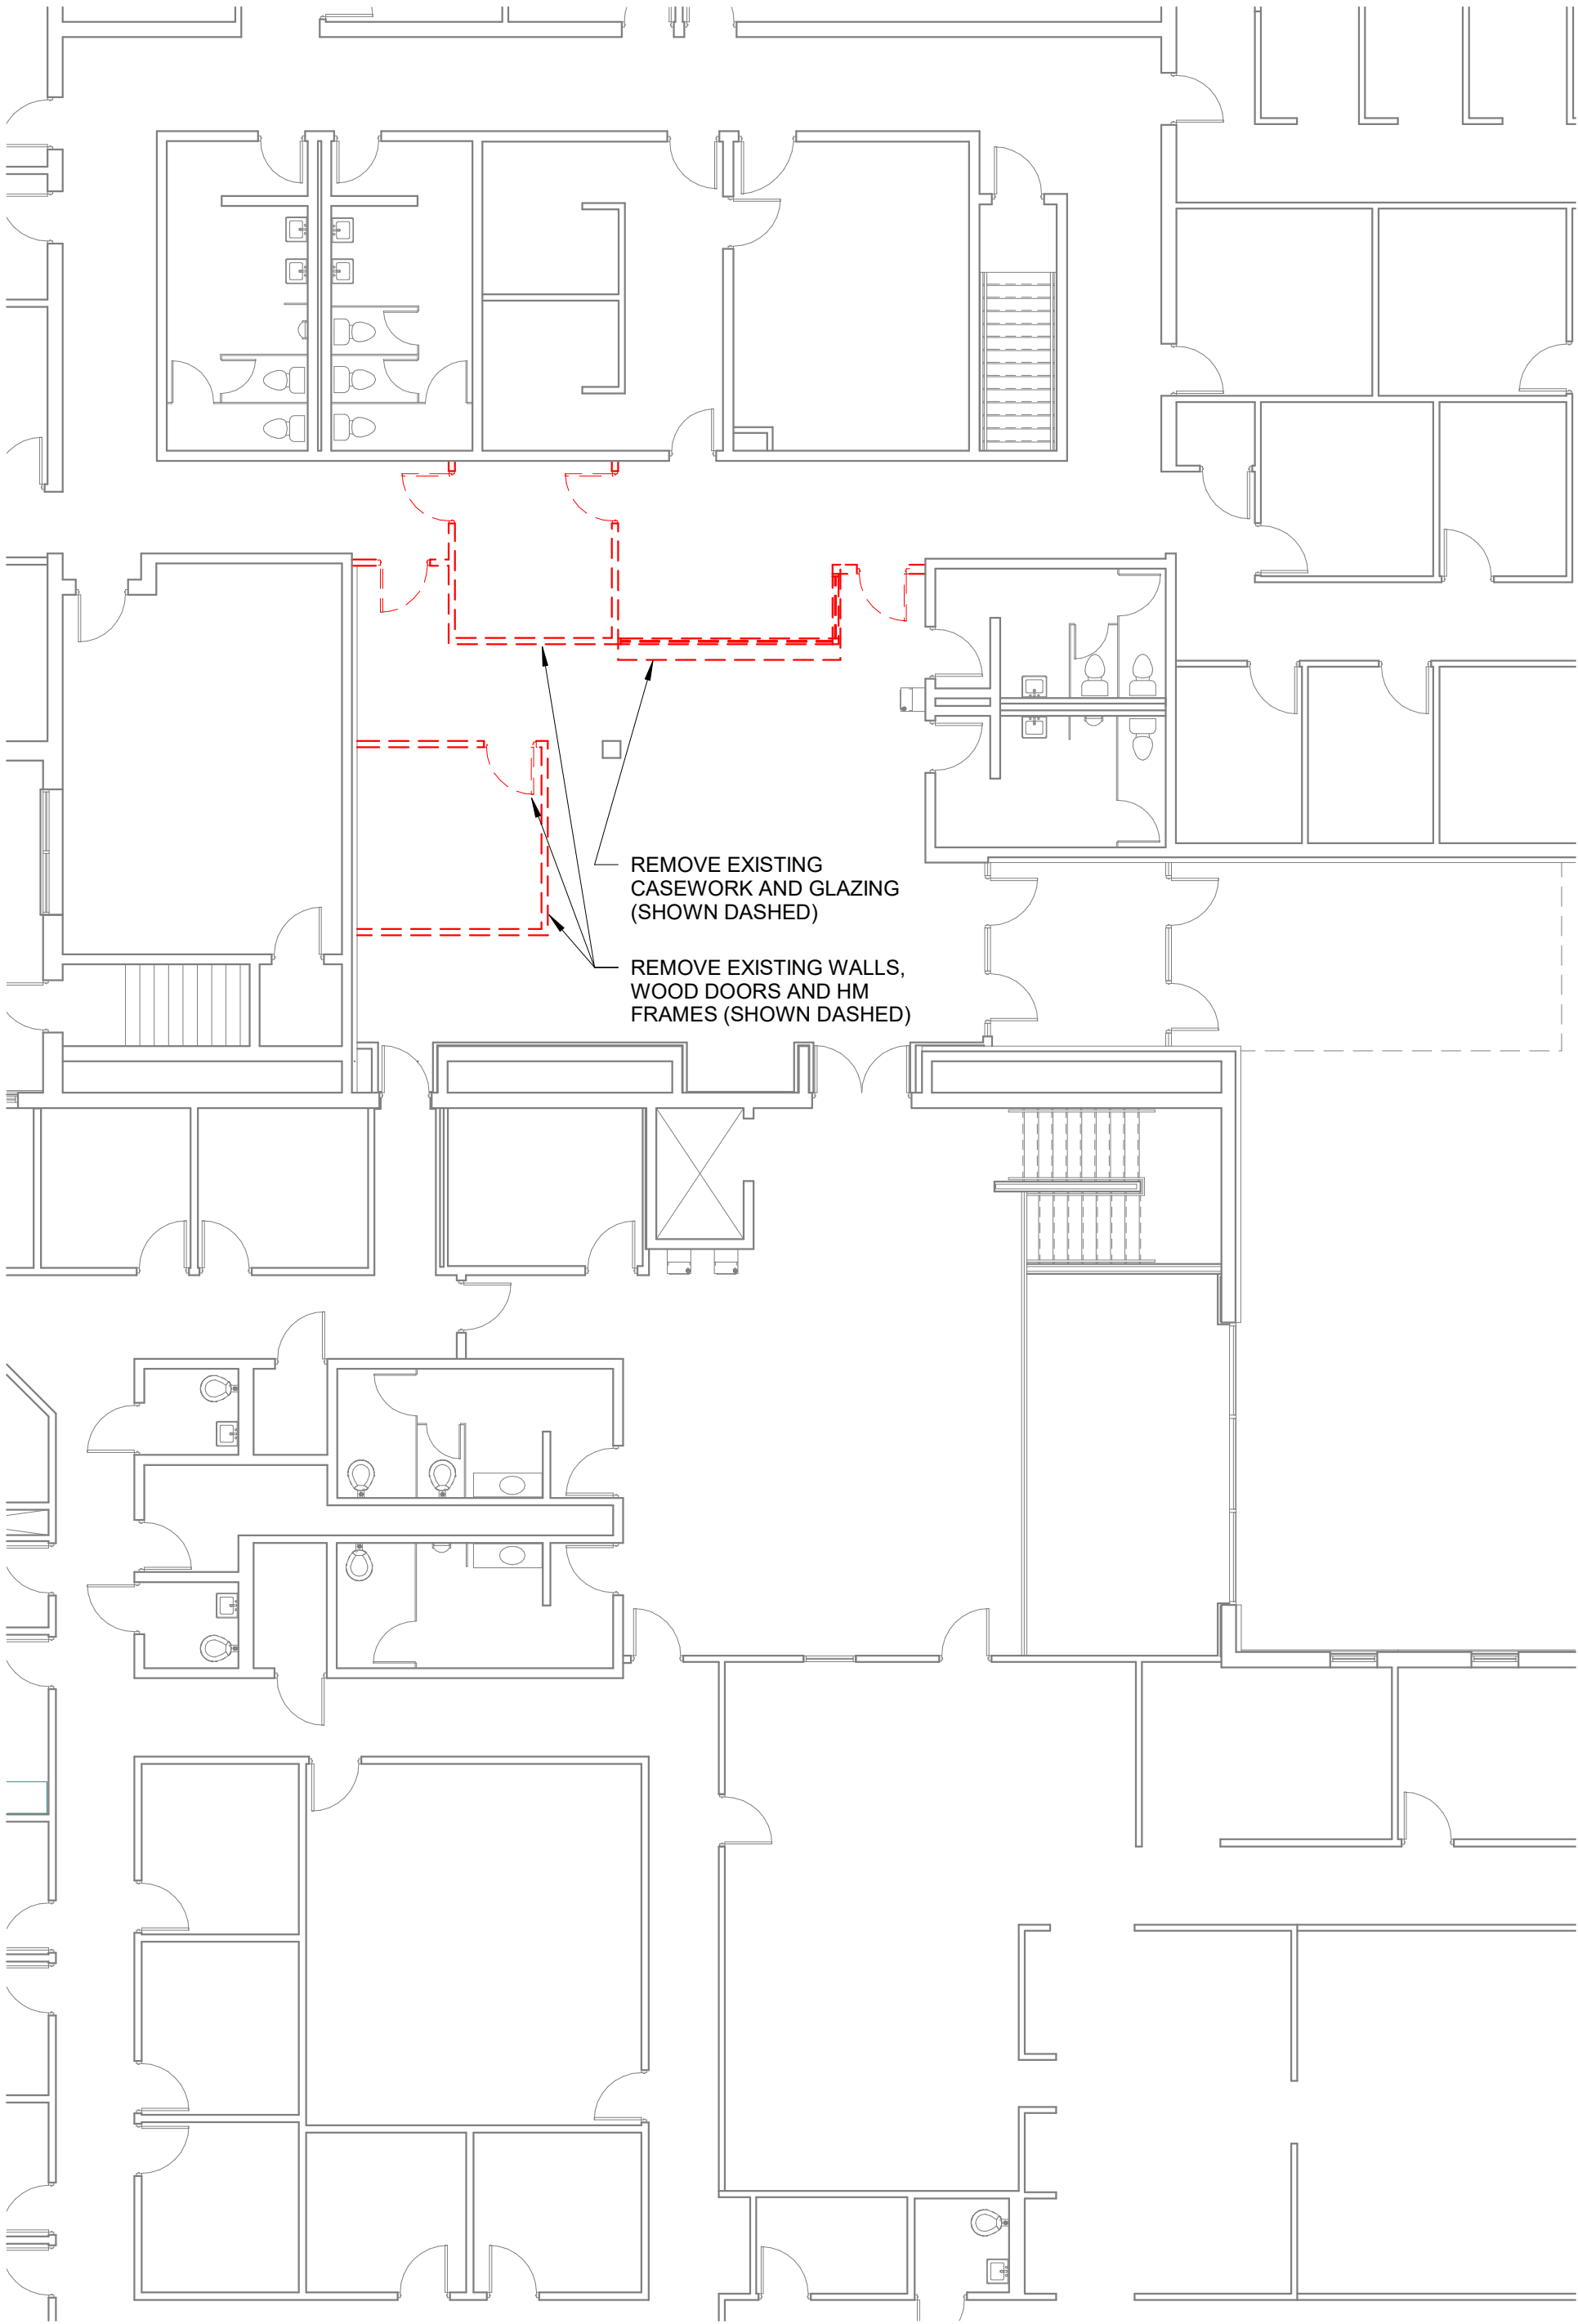 REMOVE EXISTING
CASEWORK AND GLAZING
(SHOWN DASHED)
REMOVE EXISTING WALLS,
WOOD DOORS AND HM
FRAMES (SHOWN DASHED)